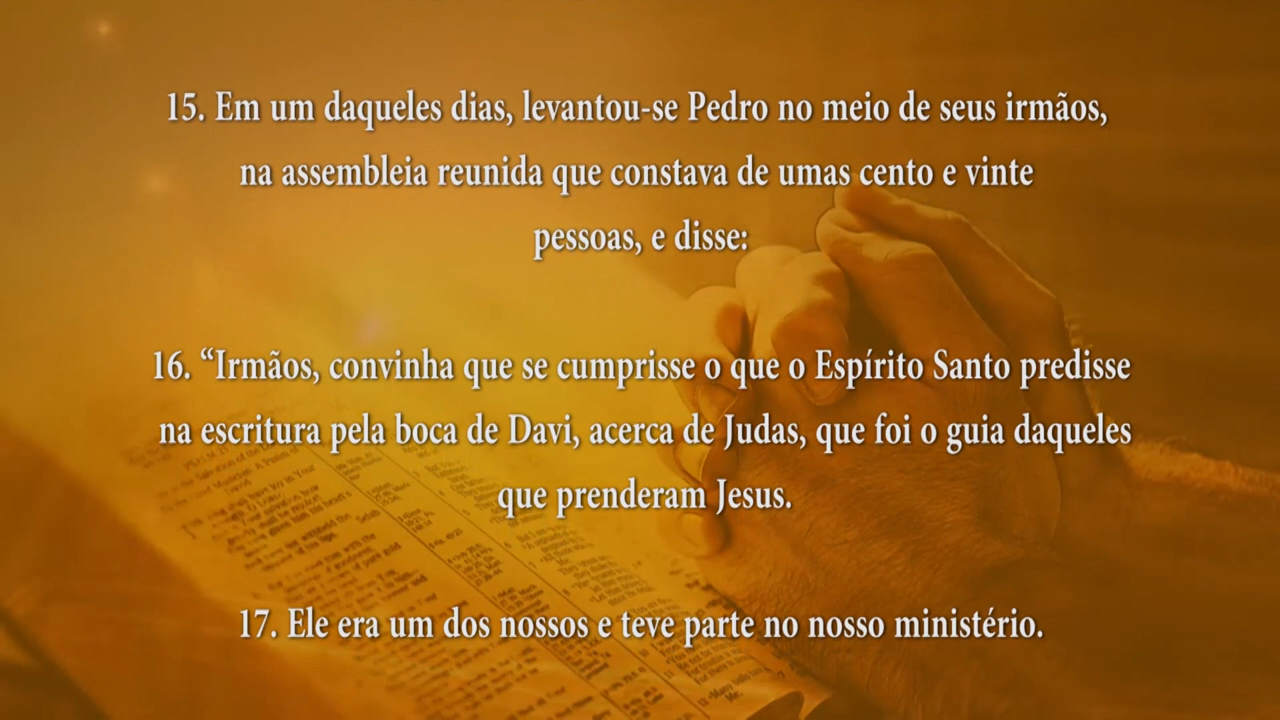 15. Em um daqueles dias, levantou-se Pedro no meio de seus irmãos,
na assembleia reunida que constava de umas cento e vinte
pessoas, e disse:
16. “Irmãos, convinha que se cumprisse o que o Espírito Santo predisse
na escritura pela boca de Davi, acerca de Judas, que foi o guia daqueles
que prenderam Jesus.
17. Ele era um dos nossos e teve parte no nosso ministério.